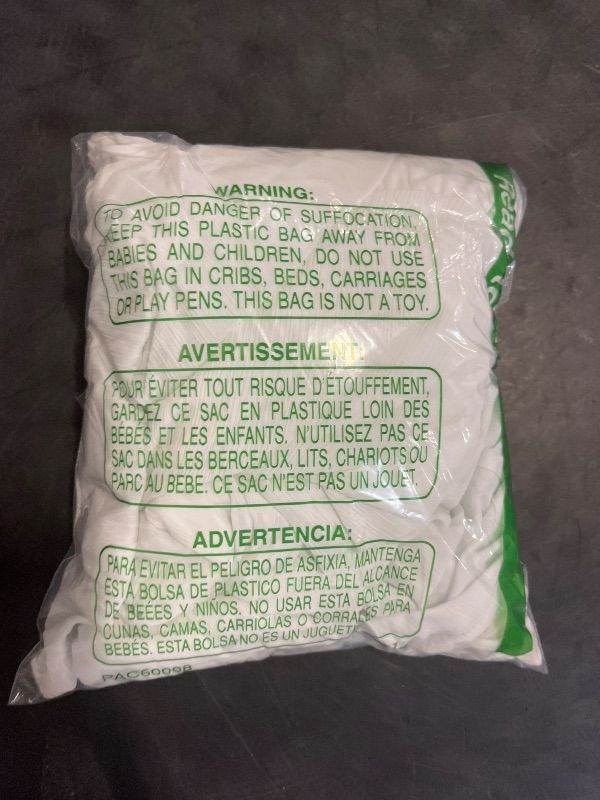 WARNING:
TO AVOID DANGER OF SUFFOCATION,
KEEP THIS PLASTIC BAG AWAY FROM
BABIES AND CHILDREN, DO NOT USE
THIS BAG IN CRIBS, BEDS, CARRIAGES
OR PLAY PENS. THIS BAG IS NOT A TOY.
AVERTISSEMENT:
POUR ÉVITER TOUT RISQUE D'ÉTOUFFEMENT,
GARDEZ CE SAC EN PLASTIQUE LOIN DES
BÉBÉS ET LES ENFANTS. N'UTILISEZ PAS CE
SAC DANS LES BERCEAUX, LITS, CHARIOTS OU
PARC AU BEBE. CE SAC N'EST PAS UN JOUET.
ADVERTENCIA:
PARA EVITAR EL PELIGRO DE ASFIXIA, MANTENGA
ESTA BOLSA DE PLASTICO FUERA DEL ALCANCE
DE BEÉES Y NIÑOS. NO USAR ESTA BOLSA EN
CUNAS, CAMAS, CARRIOLAS O CORRALES PARA
BEBÉS. ESTA BOLSA NO ES UN JUGUETE
PAC60098